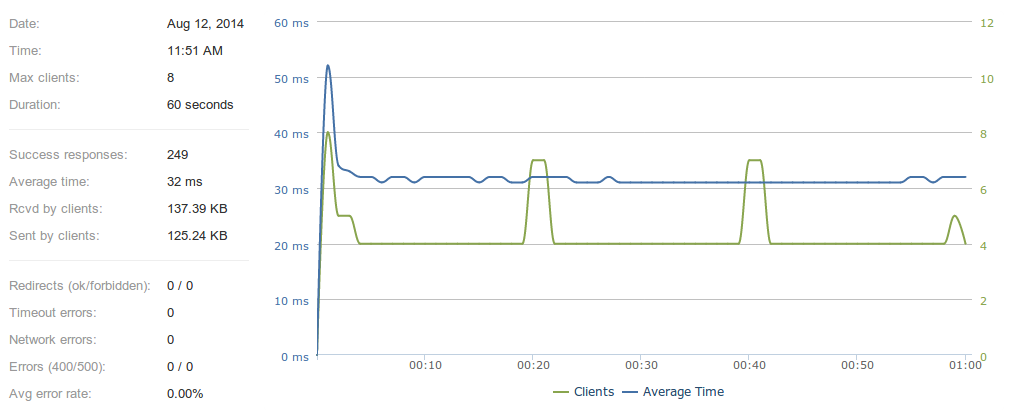 Date: Aug 12, 2014
Time: 11:51 AM
Max clients: 8
Duration: 60 seconds
Success responses: 249
Average time: 32 ms
Rcvd by clients: 137.39 KB
Sent by clients: 125.24 KB
Redirects (ok/forbidden): 0 / 0
Timeout errors: 0
Network errors: 0
Errors (400/500): 0 / 0
Avg error rate: 0.00%
60 ms 12
50 ms 10
40 ms 8
30 ms 6
20 ms 4
10 ms 2
0 ms 0
00:10 00:20 00:30 00:40 00:50 01:00
Clients Average Time